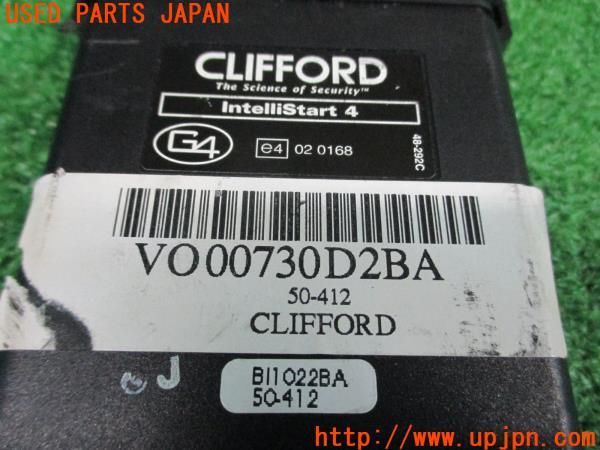 USED PARTS JAPAN
CLIFFORD
The Science of Security™
IntelliStart 4
G4
e4 02 0168
48-292C
VO00730D2BA
50-412
CLIFFORD
J
BI1022BA
50-412
http://www.upjpn.com